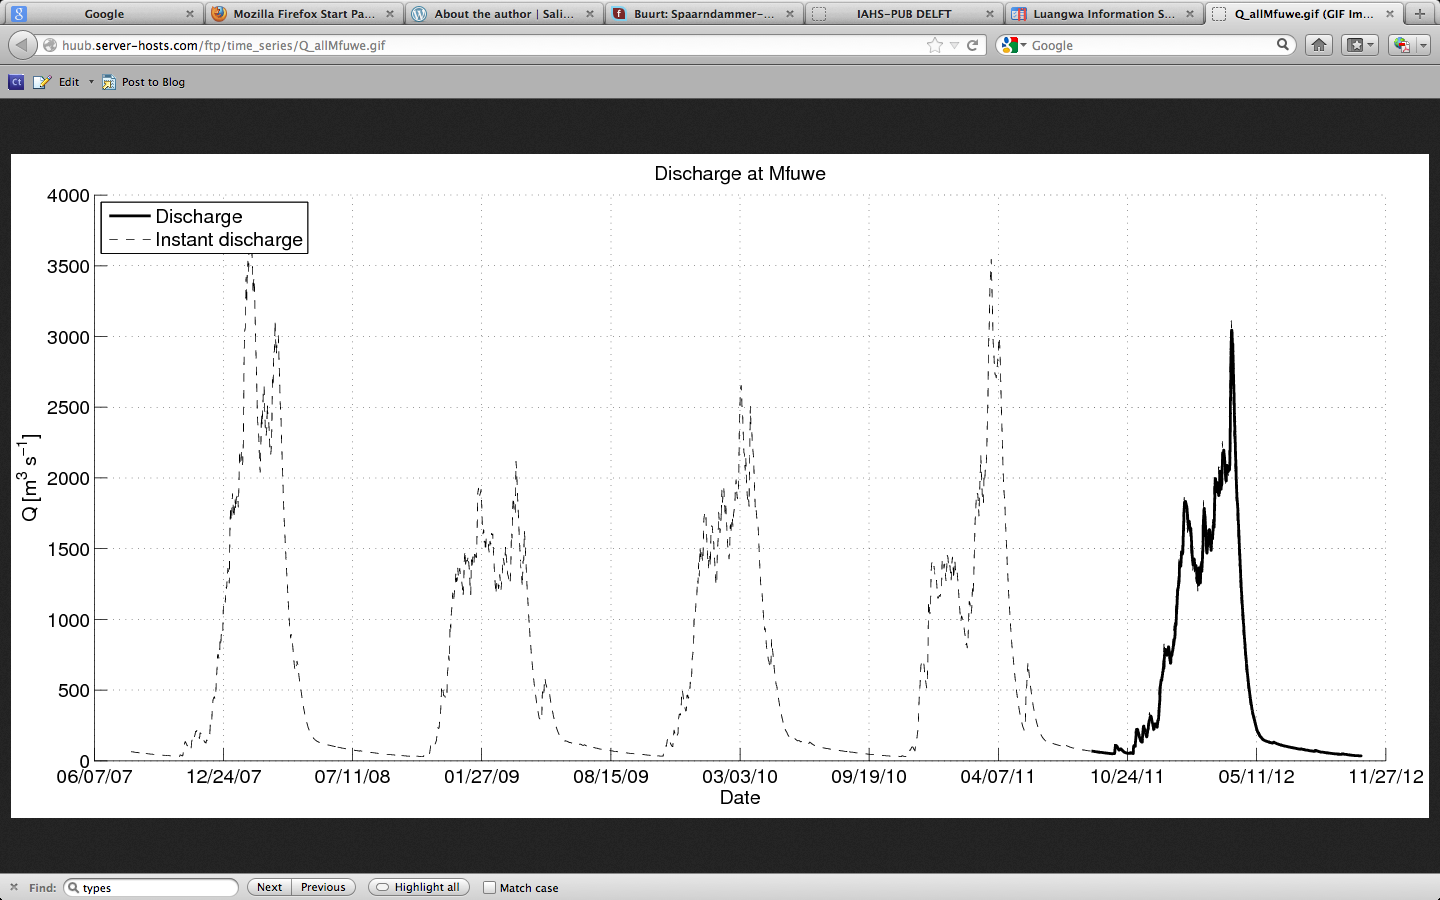 Google
Mozilla Firefox Start Pa...
About the author | Sali...
Buurt: Spaarndammer-...
IAHS-PUB DELFT
Luangwa Information S...
Q_allMfuwe.gif (GIF Im...
huub.server-hosts.com/ftp/time_series/Q_allMfuwe.gif
Google
Ct Edit Post to Blog
Discharge at Mfuwe
Discharge
Instant discharge
Q [m³ s⁻¹]
4000
3500
3000
2500
2000
1500
1000
500
0
06/07/07 12/24/07 07/11/08 01/27/09 08/15/09 03/03/10 09/19/10 04/07/11 10/24/11 05/11/12 11/27/12
Date
Find: types Next Previous Highlight all Match case